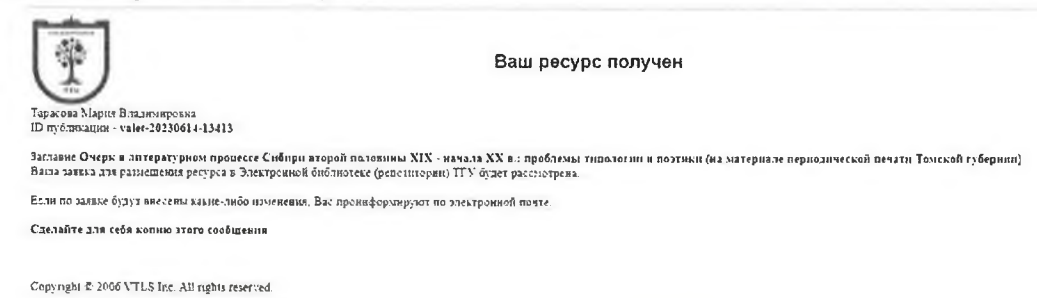 Ваш ресурс получен
Тарасова Мария Владимировна
ID публикации - valet-20230614-13413
Заглавие Очерк в литературном процессе Сибири второй половины XIX - начала XX в.: проблемы типологии и поэтики (на материале периодической печати Томской губернии)
Ваша заявка для размещения ресурса в Электронной библиотеке (репозитории) ТГУ будет рассмотрена.
Если по заявке будут внесены какие-либо изменения, Вас проинформируют по электронной почте.
Сделайте для себя копию этого сообщения
Copyright © 2006 VTLS Inc. All rights reserved.